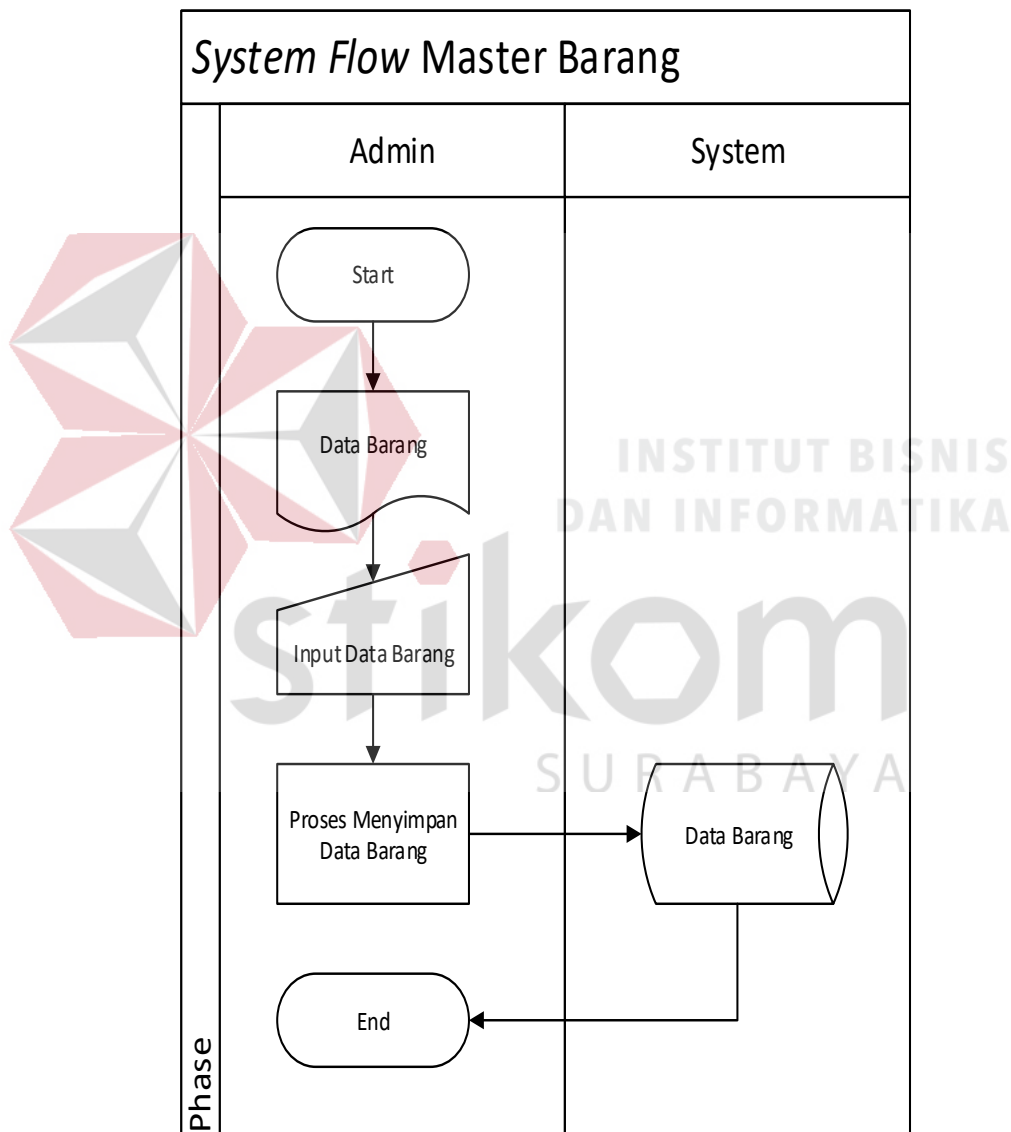 System Flow Master Barang
Admin
System
Start
Data Barang
INSTITUT BISNIS
DAN INFORMATIKA
stikom
SURABAYA
Input Data Barang
Proses Menyimpan
Data Barang
Data Barang
End
Phase